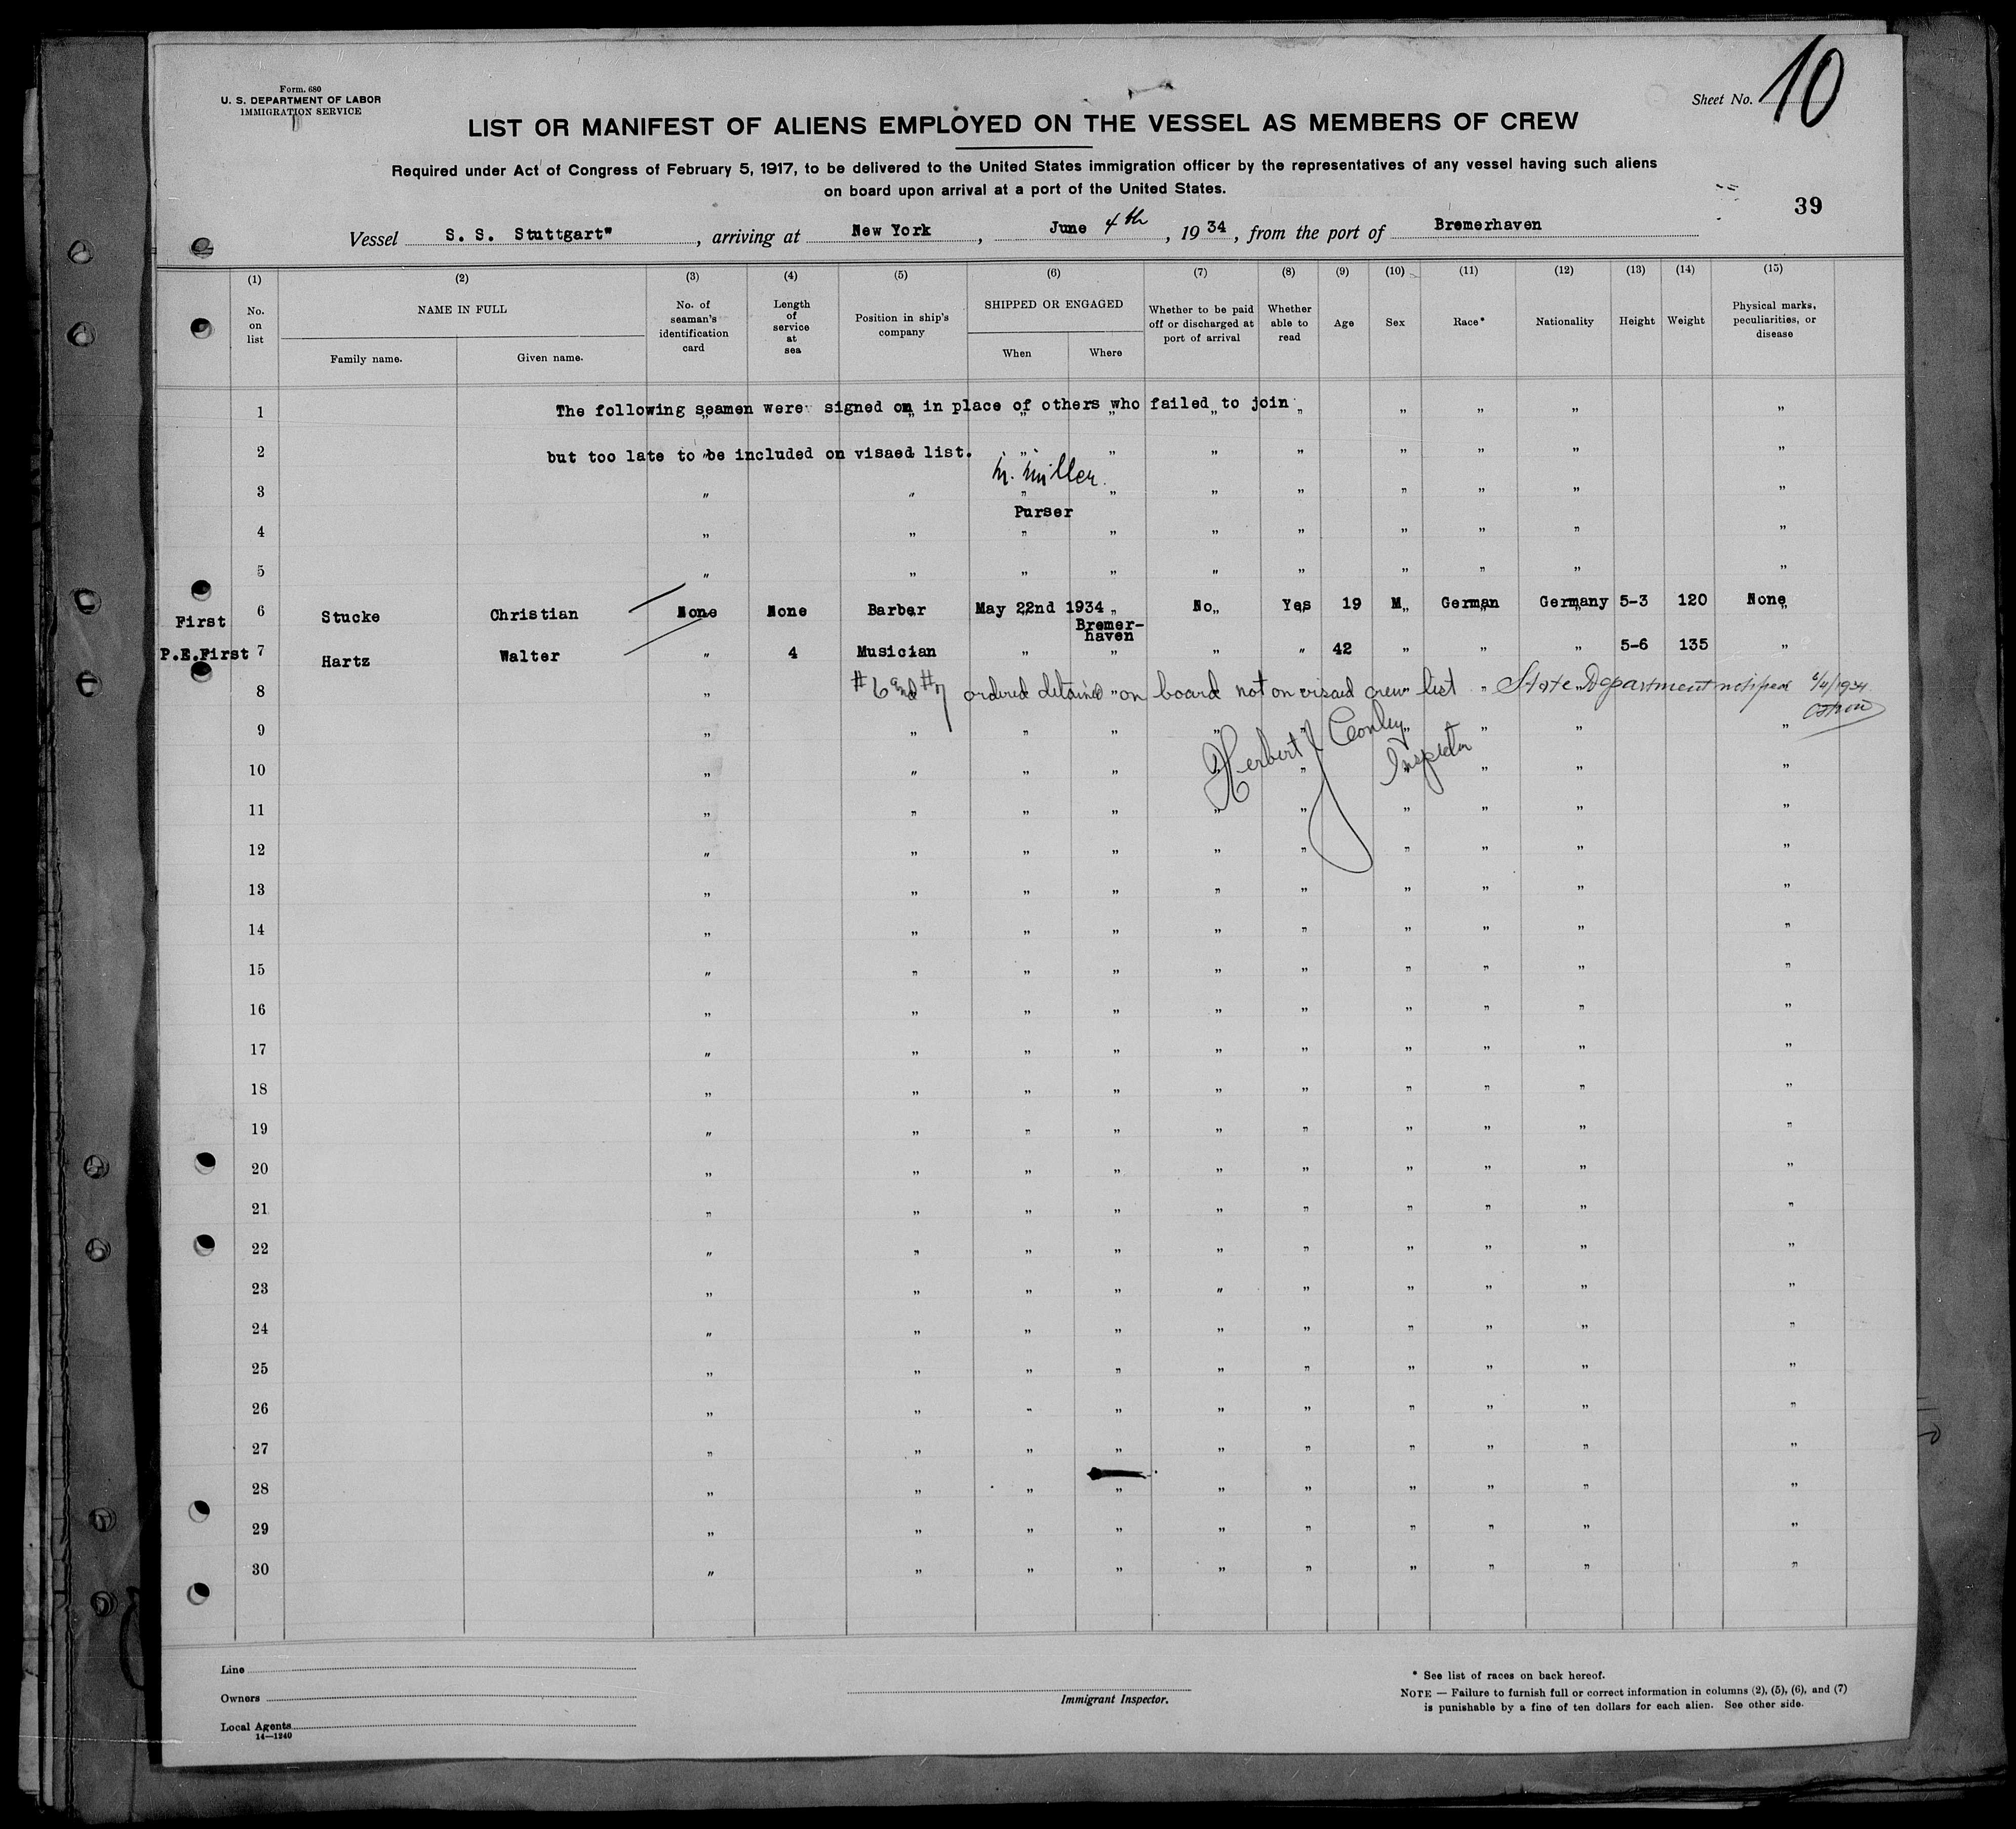 Form. 680
U. S. DEPARTMENT OF LABOR
IMMIGRATION SERVICE
Sheet No. 10
LIST OR MANIFEST OF ALIENS EMPLOYED ON THE VESSEL AS MEMBERS OF CREW
Required under Act of Congress of February 5, 1917, to be delivered to the United States immigration officer by the representatives of any vessel having such aliens
on board upon arrival at a port of the United States.
39
Vessel S. S. Stuttgart" , arriving at New York , June 4th , 19 34 , from the port of Bremerhaven
(1) (2) (3) (4) (5) (6) (7) (8) (9) (10) (11) (12) (13) (14) (15)
No. on list
NAME IN FULL
Family name. Given name.
No. of seaman's identification card
Length of service at sea
Position in ship's company
SHIPPED OR ENGAGED
When Where
Whether to be paid off or discharged at port of arrival
Whether able to read
Age
Sex
Race*
Nationality
Height
Weight
Physical marks, peculiarities, or disease
1 The following seamen were signed on in place of others who failed to join " " " "
2 but too late to be included on visaed list. " " " " " " " "
M. Miller.
3 " " " " " " " " " "
Purser
4 " " " " " " " " " "
5 " " " " " " " " " "
First 6 Stucke Christian None None Barber May 22nd 1934 " No Yes 19 M German Germany 5-3 120 None
Bremer-
haven
P.E.First 7 Hartz Walter " 4 Musician " " " " 42 " " " 5-6 135 "
8 #6 and #7 ordered detained on board not on visaed crew list State Department notified 6/4/1934
9 " " " " " " " " " "
Herbert J Conley
Inspector
10 " " " " " " " " "
11 " " " " " " " " " "
12 " " " " " " " " " "
13 " " " " " " " " " "
14 " " " " " " " " " "
15 " " " " " " " " " "
16 " " " " " " " " " "
17 " " " " " " " " " "
18 " " " " " " " " " "
19 " " " " " " " " " "
20 " " " " " " " " " "
21 " " " " " " " " " "
22 " " " " " " " " " "
23 " " " " " " " " " "
24 " " " " " " " " " "
25 " " " " " " " " " "
26 " " " " " " " " " "
27 " " " " " " " " " "
28 " " " " " " " " " "
29 " " " " " " " " " "
30 " " " " " " " " " "
Line
Owners
Local Agents
14—1240
Immigrant Inspector.
* See list of races on back hereof.
NOTE — Failure to furnish full or correct information in columns (2), (5), (6), and (7)
is punishable by a fine of ten dollars for each alien. See other side.